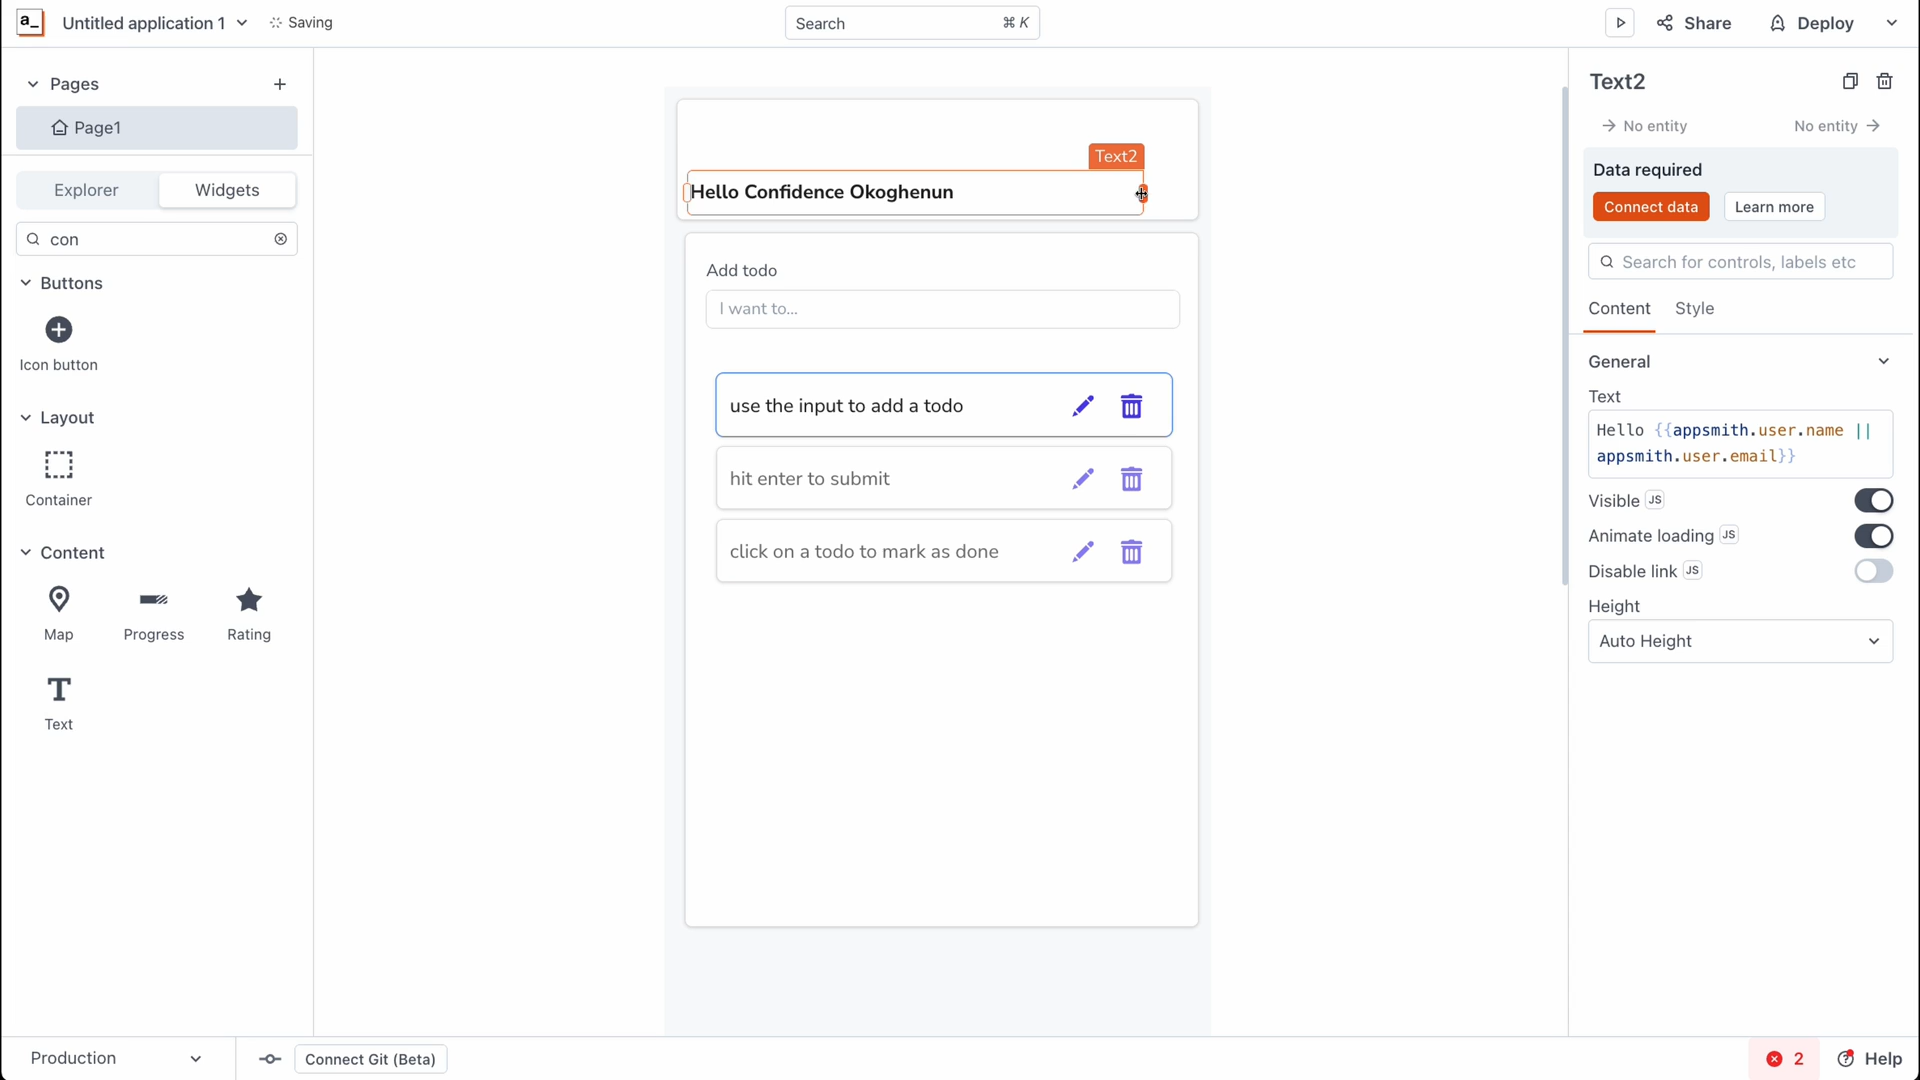 a_ Untitled application 1 Saving Search ⌘ K Share Deploy
Pages
Page1
Explorer Widgets
con
Buttons
Icon button
Layout
Container
Content
Map Progress Rating
Text
Text2
Hello Confidence Okoghenun
Add todo
I want to...
use the input to add a todo
hit enter to submit
click on a todo to mark as done
Text2
No entity No entity
Data required
Connect data Learn more
Search for controls, labels etc
Content Style
General
Text
Hello {{appsmith.user.name ||
appsmith.user.email}}
Visible JS
Animate loading JS
Disable link JS
Height
Auto Height
Production Connect Git (Beta) 2 Help